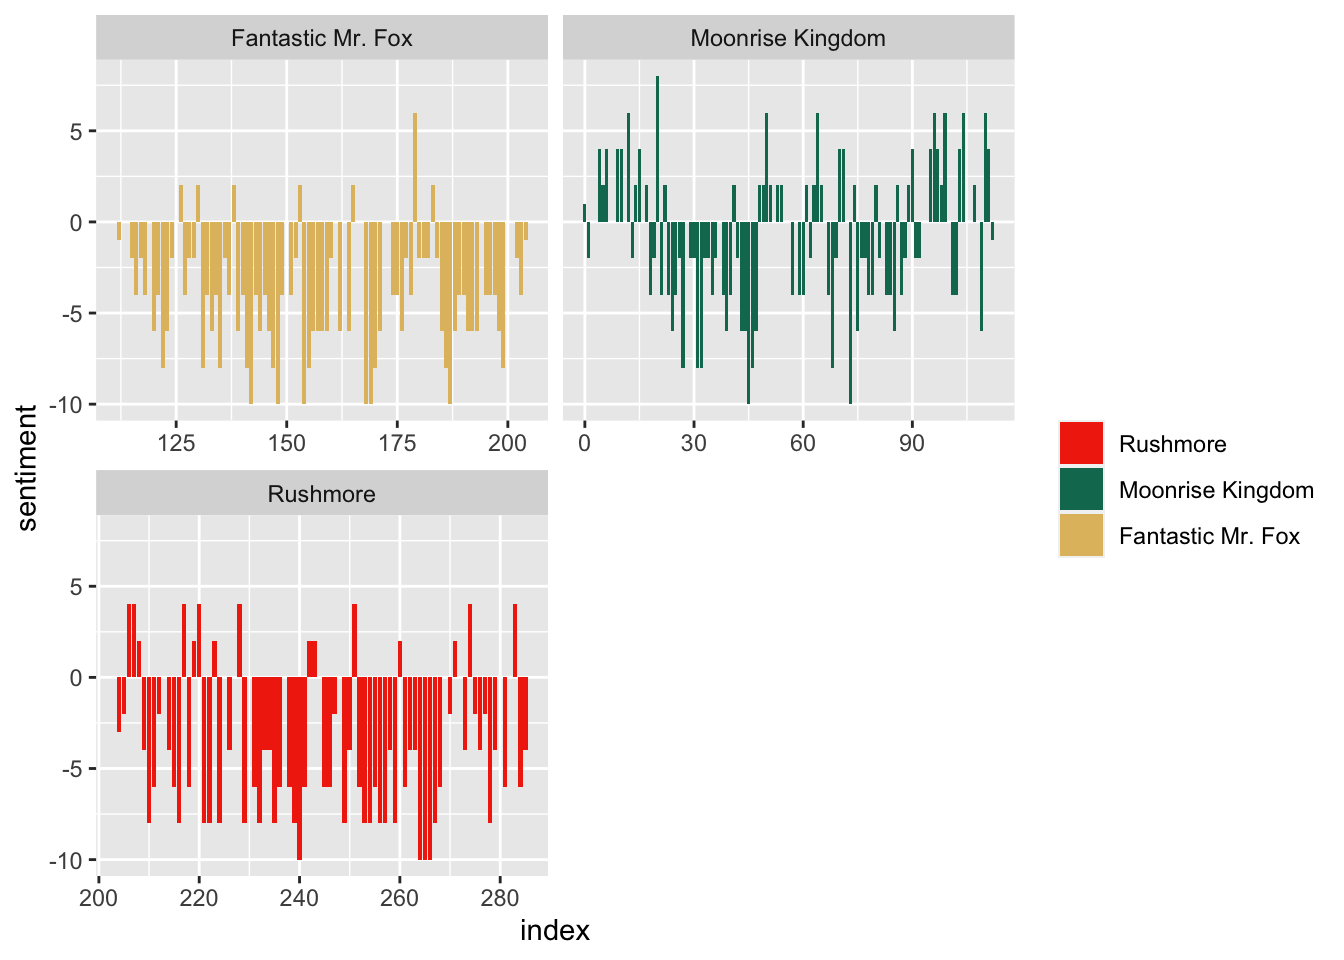 Fantastic Mr. Fox
Moonrise Kingdom
5
0
-5
-10
125 150 175 200
0 30 60 90
sentiment
Rushmore
5
0
-5
-10
200 220 240 260 280
index
Rushmore
Moonrise Kingdom
Fantastic Mr. Fox